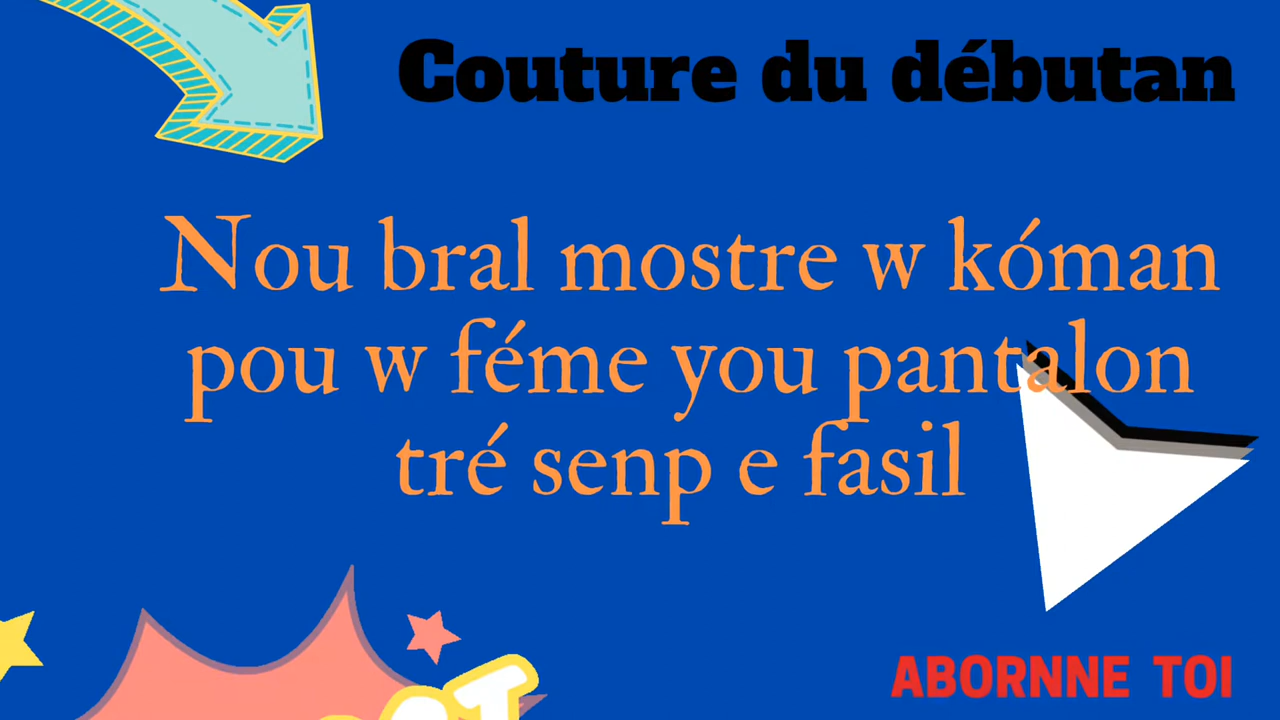 Couture du débutan
Nou bral mostre w kóman
pou w féme you pantalon
tré senp e fasil
ABORNNE TOI